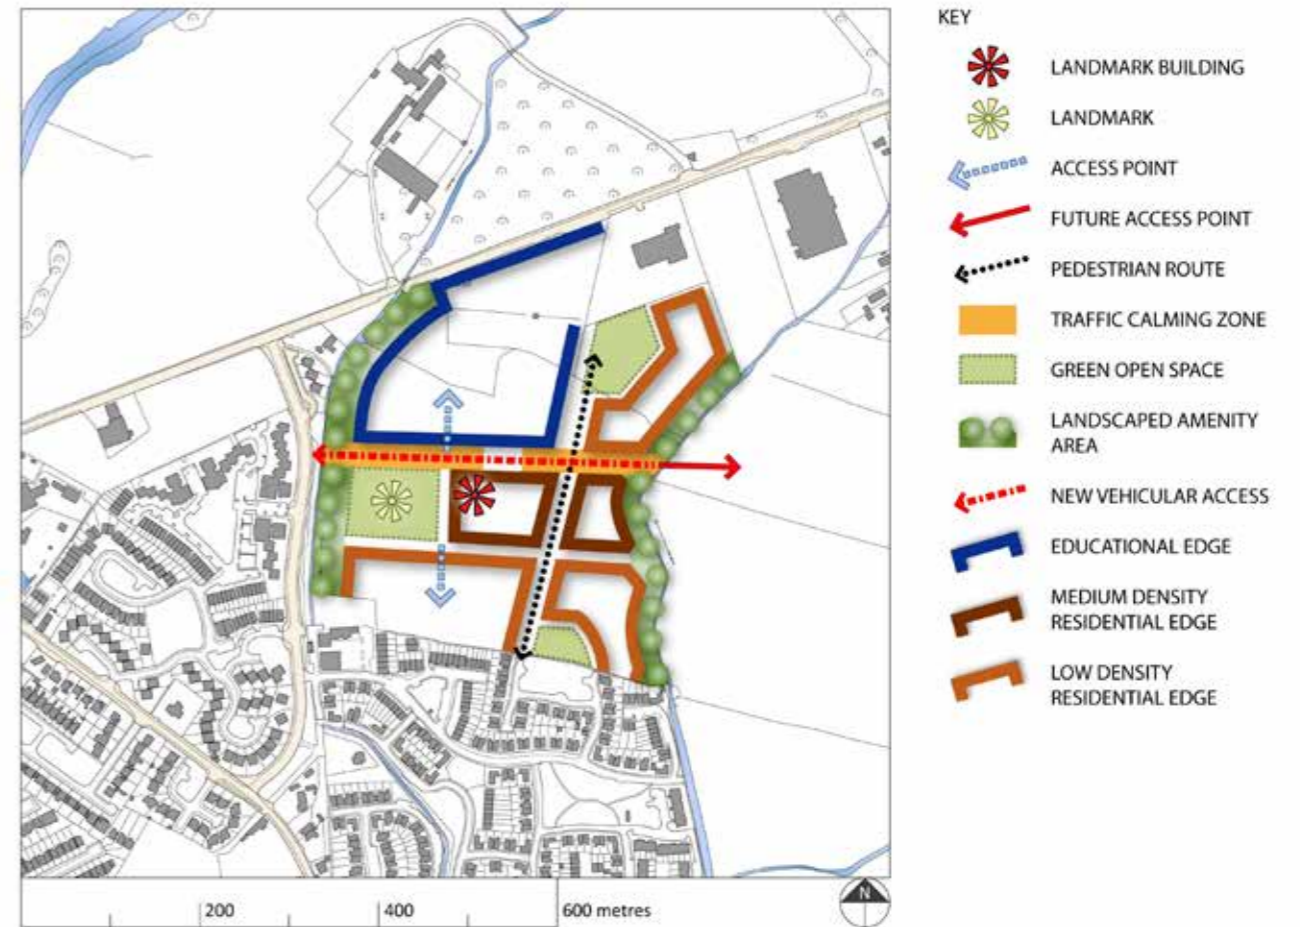 KEY
LANDMARK BUILDING
LANDMARK
ACCESS POINT
FUTURE ACCESS POINT
PEDESTRIAN ROUTE
TRAFFIC CALMING ZONE
GREEN OPEN SPACE
LANDSCAPED AMENITY
AREA
NEW VEHICULAR ACCESS
EDUCATIONAL EDGE
MEDIUM DENSITY
RESIDENTIAL EDGE
LOW DENSITY
RESIDENTIAL EDGE
200 400 600 metres
N